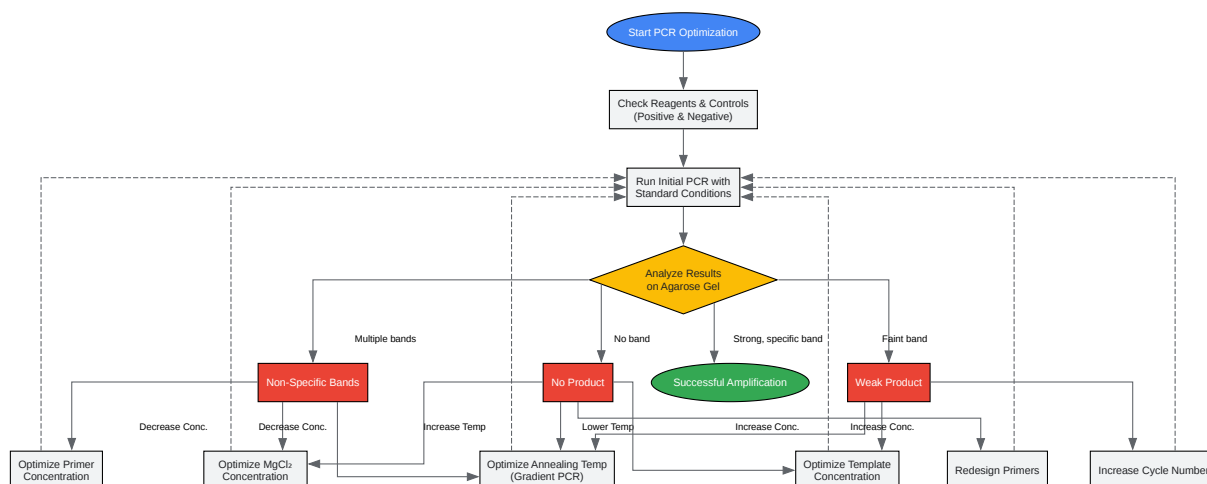 Start PCR Optimization
Check Reagents & Controls
(Positive & Negative)
Run Initial PCR with
Standard Conditions
Analyze Results
on Agarose Gel
Multiple bands
No band
Strong, specific band
Faint band
Non-Specific Bands
No Product
Successful Amplification
Weak Product
Decrease Conc.
Decrease Conc.
Increase Temp
Lower Temp
Increase Conc.
Increase Conc.
Optimize Primer
Concentration
Optimize MgCl₂
Concentration
Optimize Annealing Temp
(Gradient PCR)
Optimize Template
Concentration
Redesign Primers
Increase Cycle Number